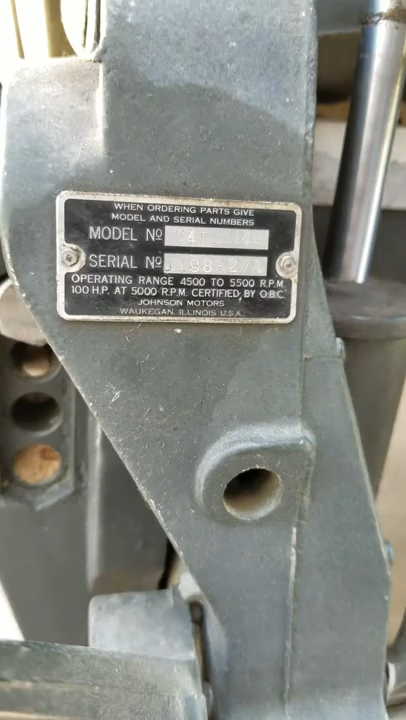 WHEN ORDERING PARTS GIVE
MODEL AND SERIAL NUMBERS
MODEL Nº
SERIAL Nº
OPERATING RANGE 4500 TO 5500 R.P.M.
100 H.P. AT 5000 R.P.M. CERTIFIED BY O.B.C.
JOHNSON MOTORS
WAUKEGAN, ILLINOIS U.S.A.